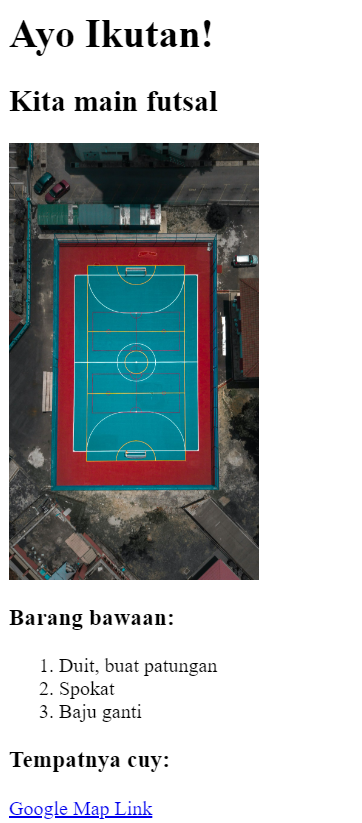 Ayo Ikutan!
Kita main futsal
Barang bawaan:
1. Duit, buat patungan
2. Spokat
3. Baju ganti
Tempatnya cuy:
Google Map Link